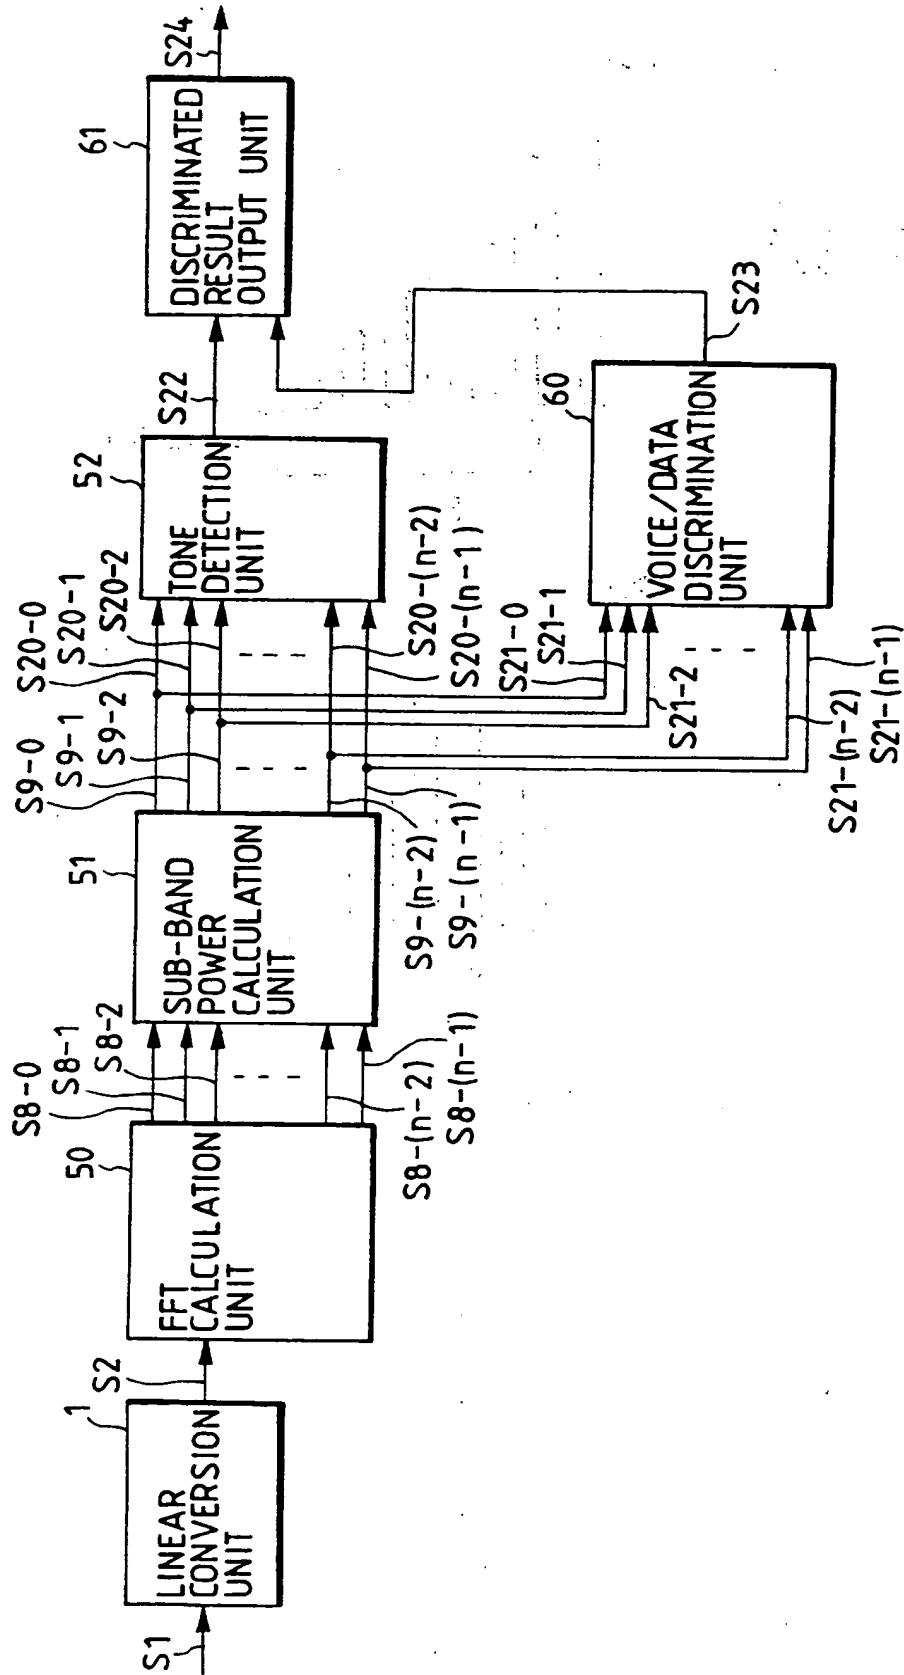 S1
1
LINEAR
CONVERSION
UNIT
S2
50
FFT
CALCULATION
UNIT
S8-0
S8-1
S8-2
S8-(n-2)
S8-(n-1)
51
SUB-BAND
POWER
CALCULATION
UNIT
S9-0
S9-1
S9-2
S9-(n-2)
S9-(n-1)
S20-0
S20-1
S20-2
S20-(n-2)
S20-(n-1)
52
TONE
DETECTION
UNIT
S22
61
DISCRIMINATED
RESULT
OUTPUT UNIT
S24
S21-0
S21-1
S21-2
S21-(n-2)
S21-(n-1)
60
VOICE/DATA
DISCRIMINATION
UNIT
S23